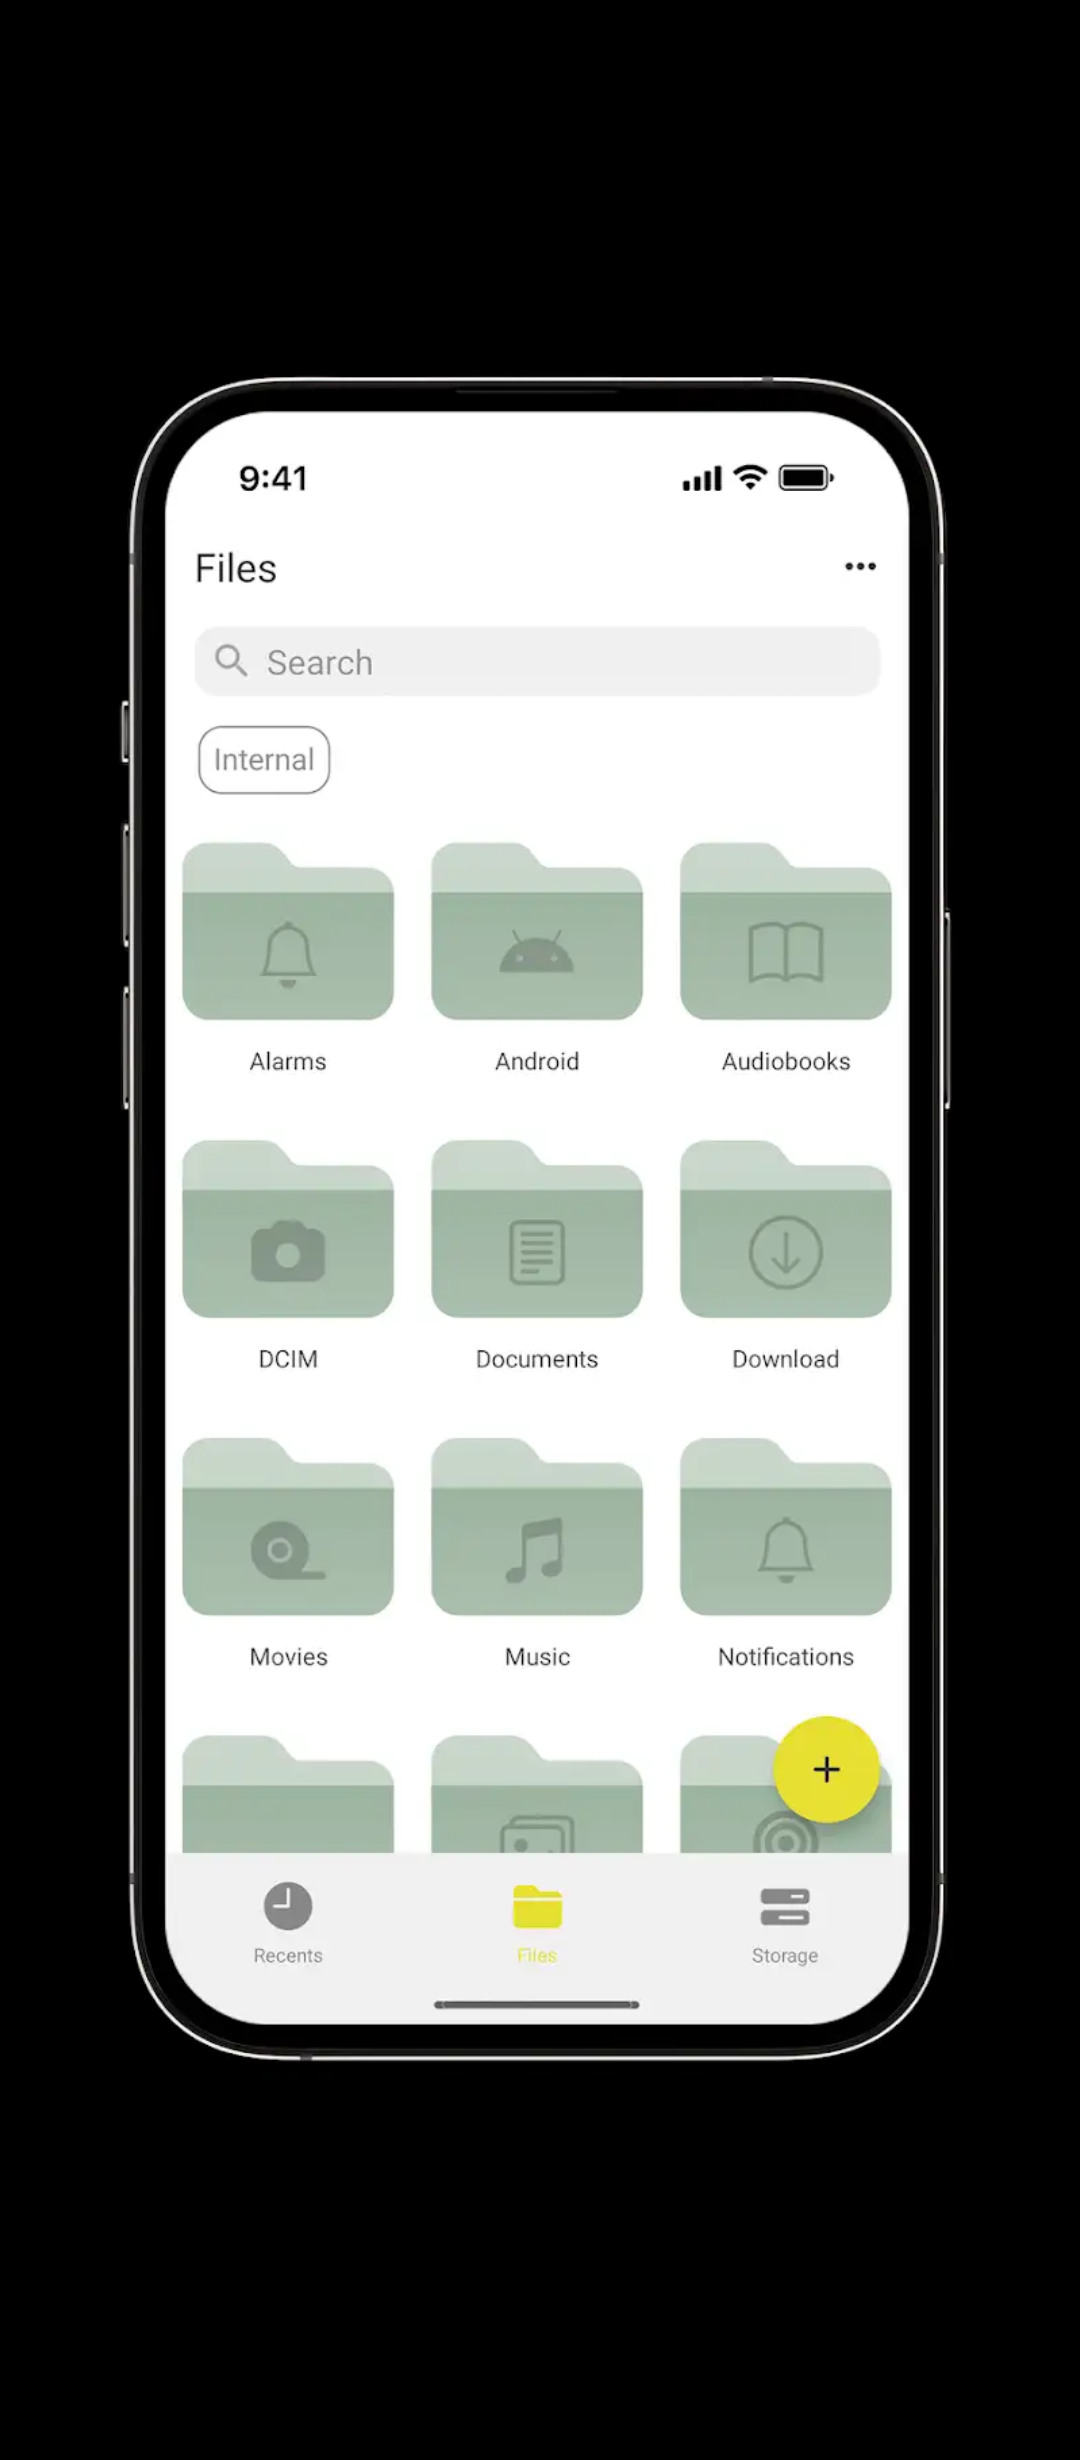 9:41
Files
Search
Internal
Alarms
Android
Audiobooks
DCIM
Documents
Download
Movies
Music
Notifications
Recents
Files
Storage